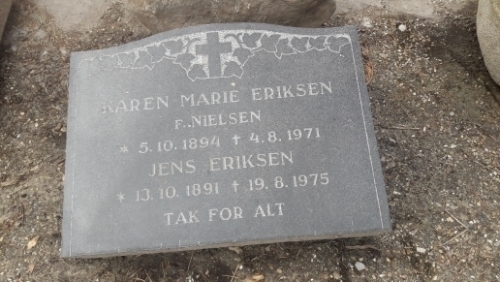 KAREN MARIE ERIKSEN
F. NIELSEN
* 5.10.1894 † 4.8.1971
JENS ERIKSEN
* 13.10.1891 † 19.8.1975
TAK FOR ALT